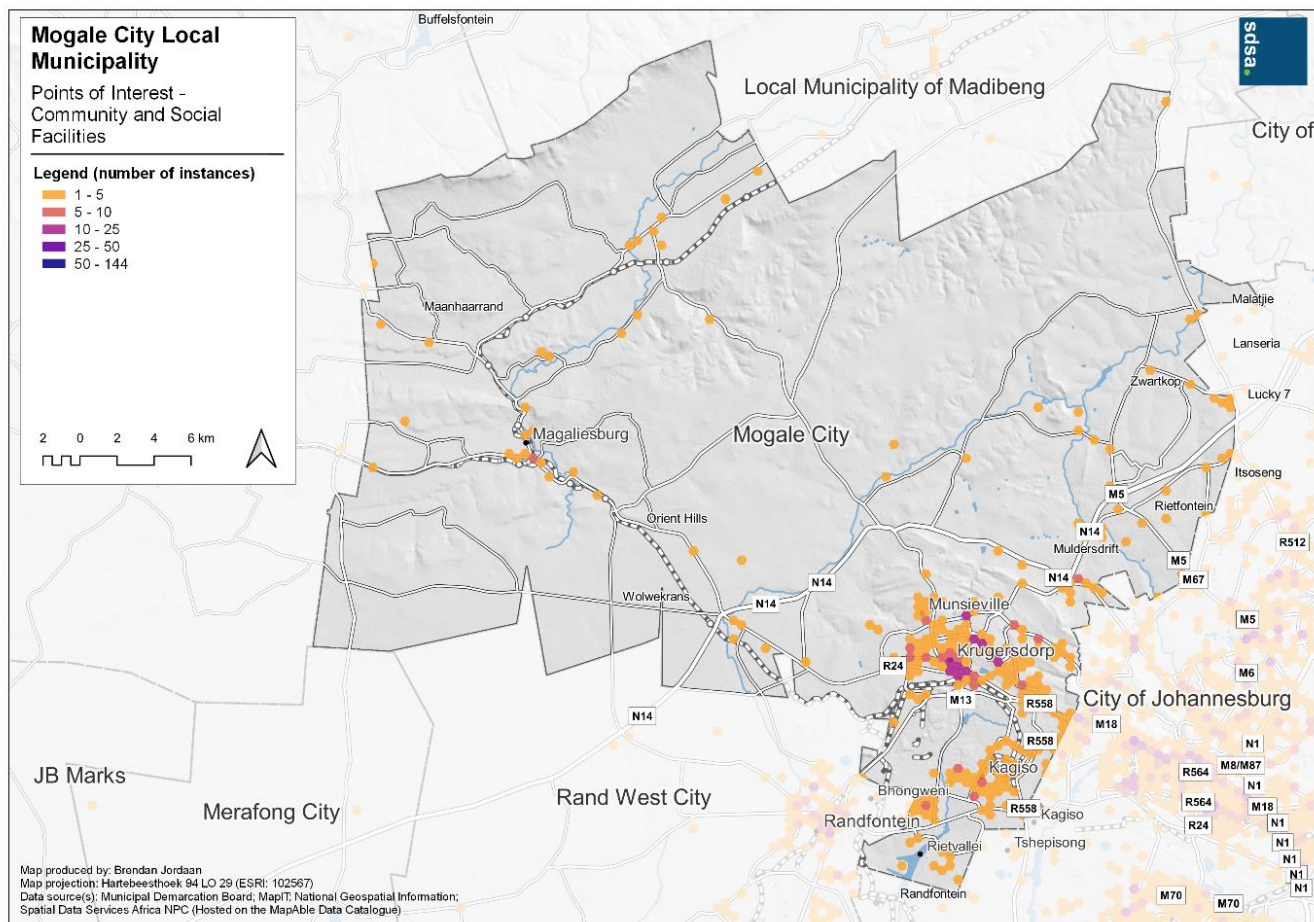 Mogale City Local
Municipality
Points of Interest -
Community and Social
Facilities
Legend (number of instances)
1 - 5
5 - 10
10 - 25
25 - 50
50 - 144
2 0 2 4 6 km
sdsa
Buffelsfontein
Local Municipality of Madibeng
City of
Maanhaarrand
Malatjie
Lanseria
Zwartkop
Lucky 7
Magaliesburg
Mogale City
Itsoseng
M5
Rietfontein
Orient Hills
N14
R512
Muldersdrift
M5
N14
M67
N14
Wolwekrans
N14
Munsieville
M5
Krugersdorp
R24
M6
M13
R558
City of Johannesburg
N14
M18
R558
N1
JB Marks
Kagiso
M8/M87
R564
N1
Rand West City
Bhongweni
Merafong City
R564
M18
R558
Randfontein
Kagiso
R24
N1
Tshepisong
N1
Rietvallei
N1
N1
Randfontein
M70
M70
N1
Map produced by: Brendan Jordaan
Map projection: Hartebeesthoek 94 LO 29 (ESRI: 102567)
Data source(s): Municipal Demarcation Board; MapIT; National Geospatial Information;
Spatial Data Services Africa NPC (Hosted on the MapAble Data Catalogue)